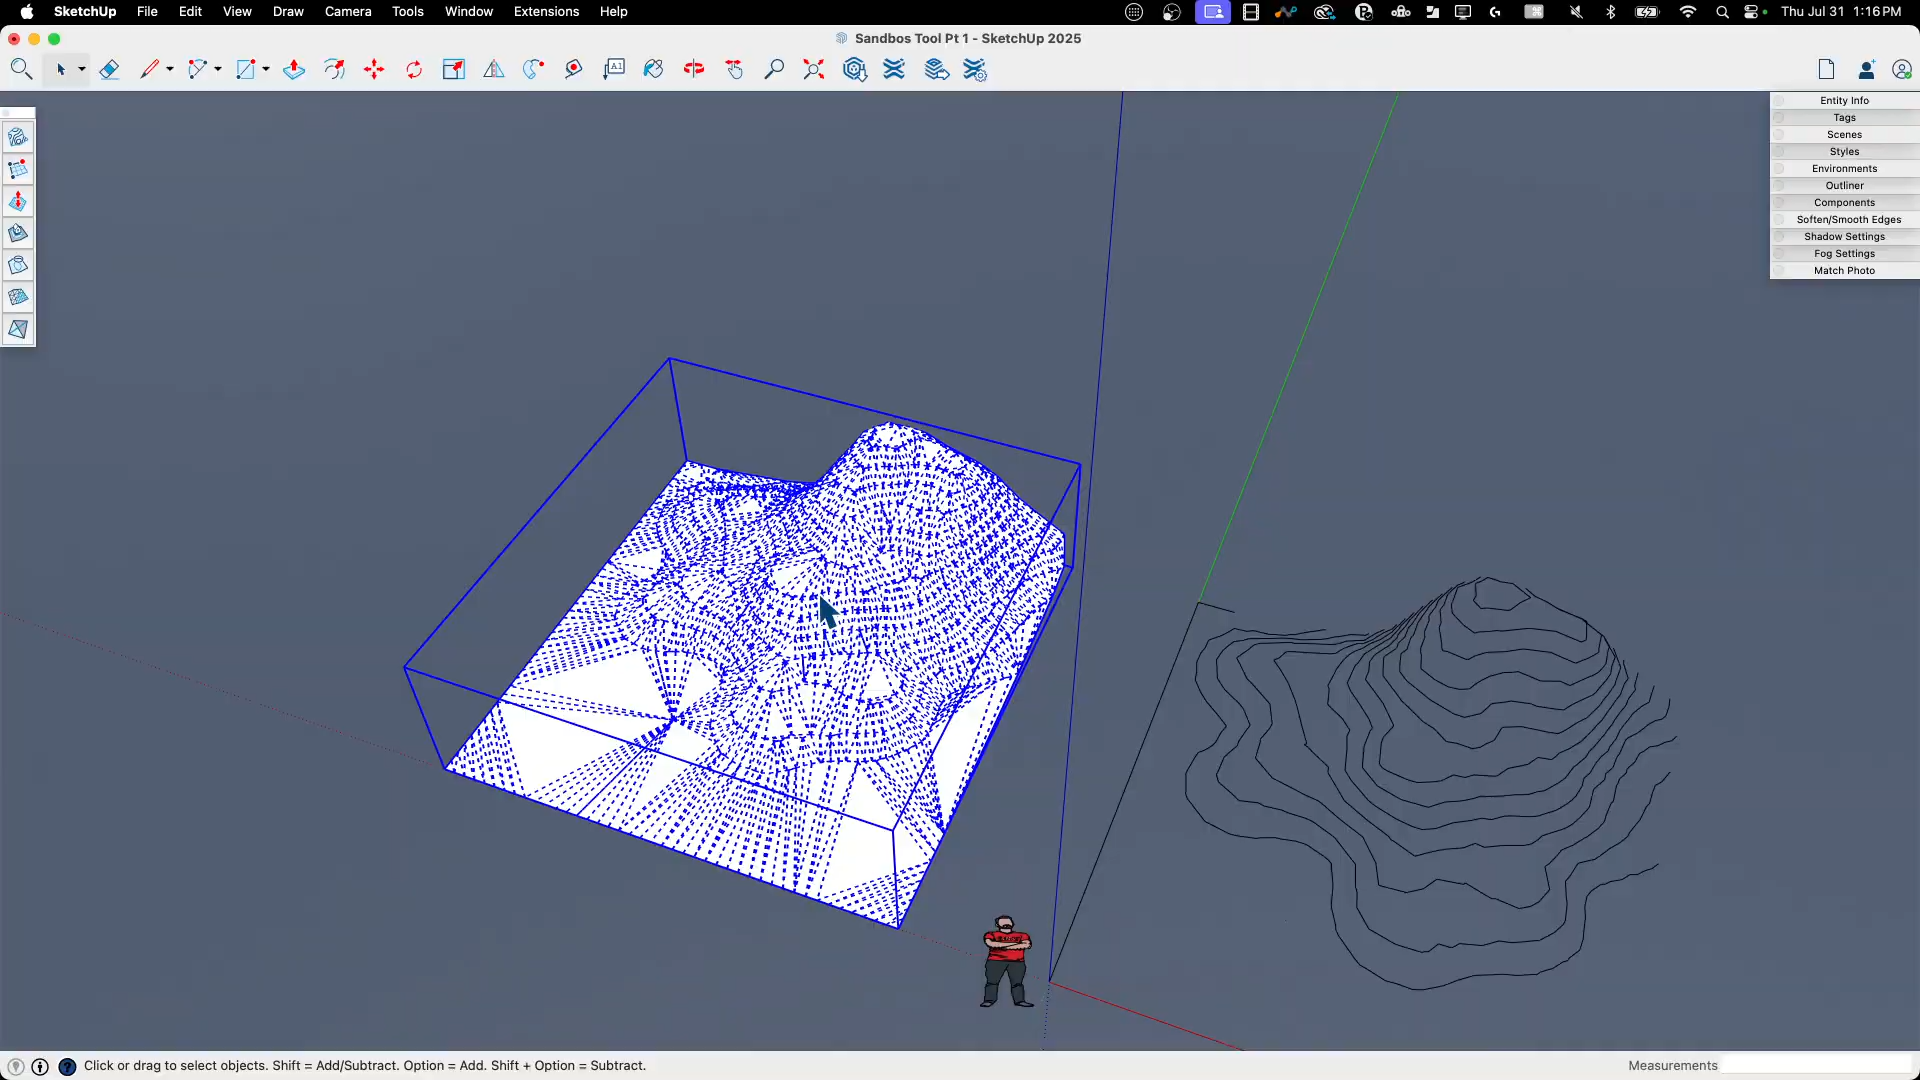 SketchUp File Edit View Draw Camera Tools Window Extensions Help
Thu Jul 31 1:16 PM
Sandbos Tool Pt 1 - SketchUp 2025
A1
Entity Info
Tags
Scenes
Styles
Environments
Outliner
Components
Soften/Smooth Edges
Shadow Settings
Fog Settings
Match Photo
Click or drag to select objects. Shift = Add/Subtract. Option = Add. Shift + Option = Subtract.
Measurements